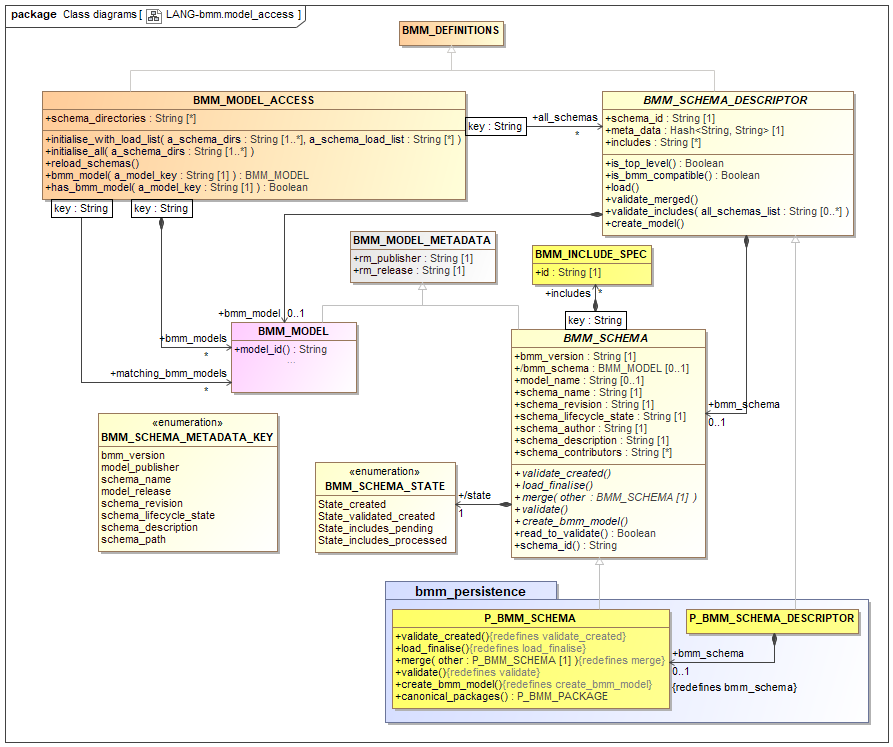 package Class diagrams [ LANG-bmm.model_access ]
BMM_DEFINITIONS
BMM_MODEL_ACCESS
+schema_directories : String [*]
+initialise_with_load_list( a_schema_dirs : String [1..*], a_schema_load_list : String [*] )
+initialise_all( a_schema_dirs : String [1..*] )
+reload_schemas()
+bmm_model( a_model_key : String [1] ) : BMM_MODEL
+has_bmm_model( a_model_key : String [1] ) : Boolean
key : String
+all_schemas
*
BMM_SCHEMA_DESCRIPTOR
+schema_id : String [1]
+meta_data : Hash<String, String> [1]
+includes : String [*]
+is_top_level() : Boolean
+is_bmm_compatible() : Boolean
+load()
+validate_merged()
+validate_includes( all_schemas_list : String [0..*] )
+create_model()
key : String
key : String
BMM_MODEL_METADATA
+rm_publisher : String [1]
+rm_release : String [1]
BMM_INCLUDE_SPEC
+id : String [1]
+includes
*
key : String
+bmm_model
0..1
+bmm_models
*
+matching_bmm_models
*
BMM_MODEL
+model_id() : String
...
BMM_SCHEMA
+bmm_version : String [1]
+/bmm_schema : BMM_MODEL [0..1]
+model_name : String [0..1]
+schema_name : String [1]
+schema_revision : String [1]
+schema_lifecycle_state : String [1]
+schema_author : String [1]
+schema_description : String [1]
+schema_contributors : String [*]
+validate_created()
+load_finalise()
+merge( other : BMM_SCHEMA [1] )
+validate()
+create_bmm_model()
+read_to_validate() : Boolean
+schema_id() : String
+bmm_schema
0..1
«enumeration»
BMM_SCHEMA_METADATA_KEY
bmm_version
model_publisher
schema_name
model_release
schema_revision
schema_lifecycle_state
schema_description
schema_path
«enumeration»
BMM_SCHEMA_STATE
State_created
State_validated_created
State_includes_pending
State_includes_processed
+/state
1
bmm_persistence
P_BMM_SCHEMA
+validate_created(){redefines validate_created}
+load_finalise(){redefines load_finalise}
+merge( other : P_BMM_SCHEMA [1] ){redefines merge}
+validate(){redefines validate}
+create_bmm_model(){redefines create_bmm_model}
+canonical_packages() : P_BMM_PACKAGE
P_BMM_SCHEMA_DESCRIPTOR
+bmm_schema
0..1
{redefines bmm_schema}